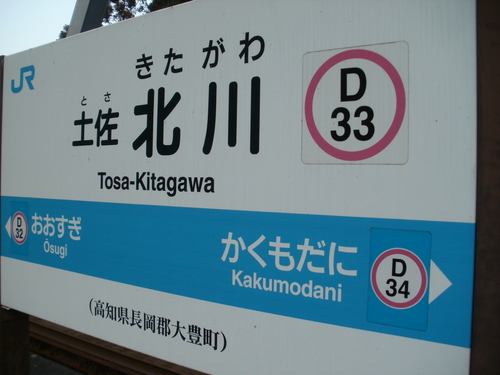 JR
きたがわ
とさ
土佐 北川
D
33
Tosa-Kitagawa
D
32
おおすぎ
Ōsugi
かくもだに
Kakumodani
D
34
(高知県長岡郡大豊町)